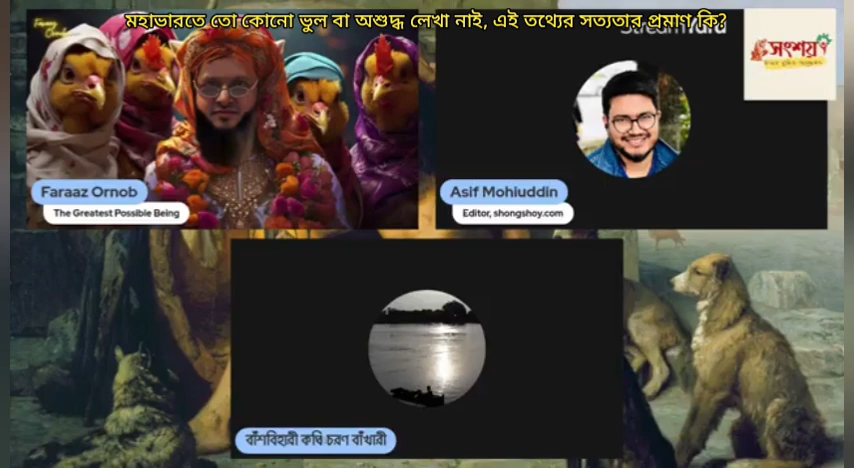 মহাভারতে তো কোনো ভুল বা অশুদ্ধ লেখা নাই, এই তথ্যের সত্যতার প্রমাণ কি?
সংশয়
Faraaz Ornob
The Greatest Possible Being
Asif Mohiuddin
Editor, shongshoy.com
বাঁশবিহারী কধি চরণ বাঁখারী